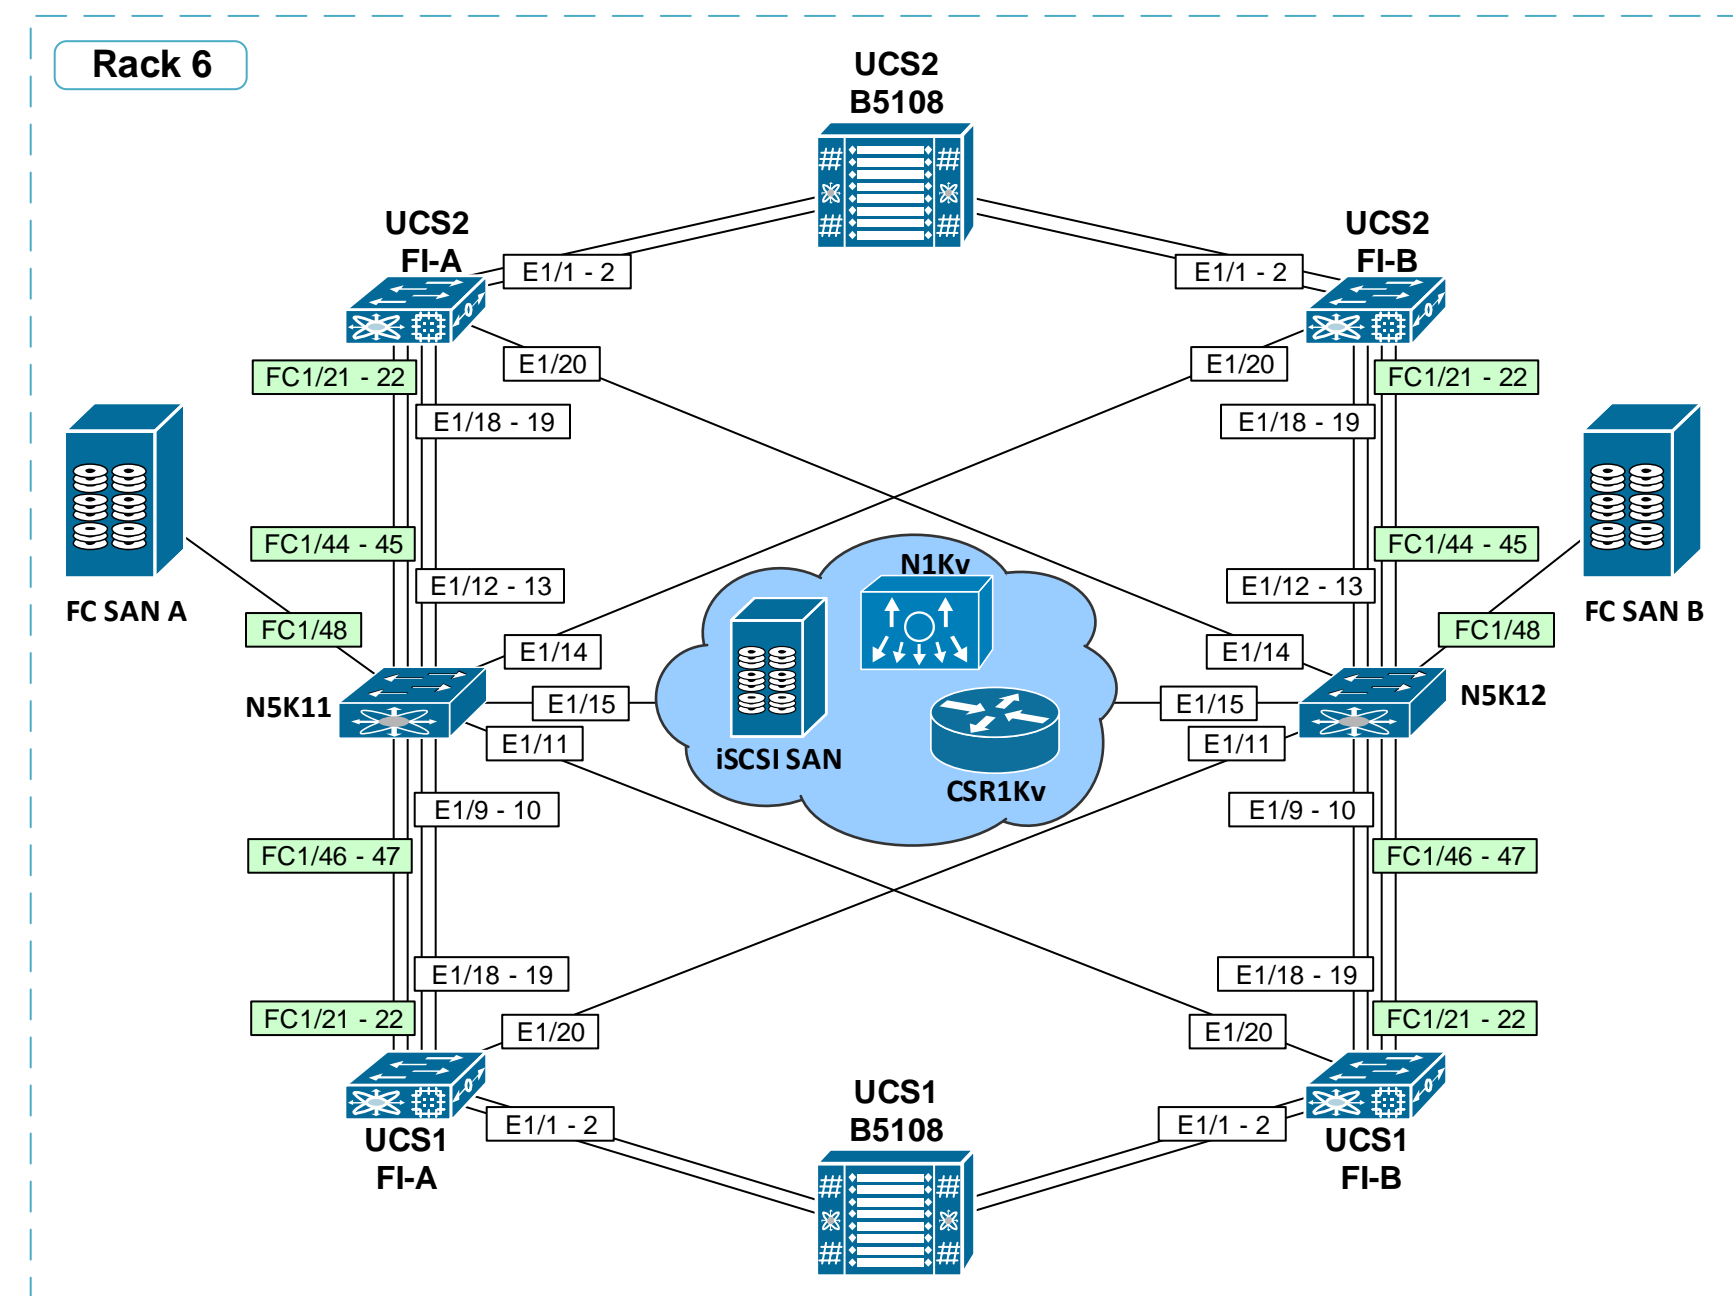 Rack 6
UCS2
B5108
UCS2
FI-A
UCS2
FI-B
E1/1 - 2
E1/1 - 2
E1/20
E1/20
FC1/21 - 22
FC1/21 - 22
E1/18 - 19
E1/18 - 19
FC1/44 - 45
FC1/44 - 45
N1Kv
E1/12 - 13
E1/12 - 13
FC SAN A
FC SAN B
FC1/48
FC1/48
E1/14
E1/14
N5K11
E1/15
E1/15
N5K12
E1/11
E1/11
iSCSI SAN
CSR1Kv
E1/9 - 10
E1/9 - 10
FC1/46 - 47
FC1/46 - 47
E1/18 - 19
E1/18 - 19
FC1/21 - 22
FC1/21 - 22
E1/20
E1/20
UCS1
B5108
E1/1 - 2
E1/1 - 2
UCS1
FI-A
UCS1
FI-B